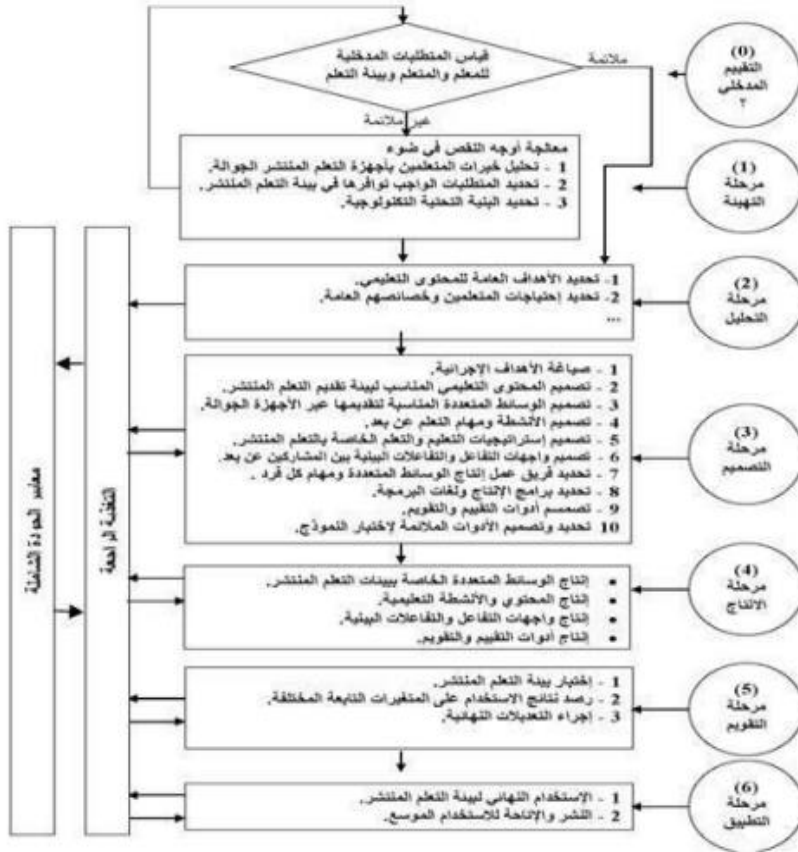 قياس المتطلبات المدخلية
للمعلم والمتعلم وبيئة التعلم
ملائمة
غير ملائمة
(0)
التقييم
المدخلى
؟
معالجة أوجه النقص فى ضوء
1 - تحليل خبرات المتعلمين بأجهزة التعلم المنتشر الجوالة.
2 - تحديد المتطلبات الواجب توافرها في بيئة التعلم المنتشر.
3 - تحديد البنية التحتية التكنولوجية.
(1)
مرحلة
التهيئة
1- تحديد الأهداف العامة للمحتوى التعليمي.
2- تحديد إحتياجات المتعلمين وخصائصهم العامة.
...
(2)
مرحلة
التحليل
1 - صياغة الأهداف الإجرائية.
2 - تصميم المحتوى التعليمي المناسب لبيئة تقديم التعلم المنتشر.
3 - تصميم الوسائط المتعددة المناسبة لتقديمها عبر الأجهزة الجوالة.
4 - تصميم الأنشطة ومهام التعلم عن بعد.
5 - تصميم إستراتيجيات التعليم والتعلم الخاصة بالتعلم المنتشر.
6 - تصميم واجهات التفاعل والتفاعلات البينية بين المشاركين عن بعد.
7 - تحديد فريق عمل إنتاج الوسائط المتعددة ومهام كل فرد .
8 - تحديد برامج الإنتاج ولغات البرمجة.
9 - تصمسم أدوات التقييم والتقويم.
10 تحديد وتصميم الأدوات الملائمة لإختبار النموذج.
(3)
مرحلة
التصميم
• إنتاج الوسائط المتعددة الخاصة ببيئات التعلم المنتشر.
• إنتاج المحتوي والأنشطة التعليمية.
• إنتاج واجهات التفاعل والتفاعلات البينية.
• إنتاج أدوات التقييم والتقويم.
(4)
مرحلة
الانتاج
1 - إختبار بيئة التعلم المنتشر.
2 - رصد نتائج الاستخدام على المتغيرات التابعة المختلفة.
3 - إجراء التعديلات النهائية.
(5)
مرحلة
التقويم
1 - الاستخدام النهائي لبيئة التعلم المنتشر.
2 - النشر والإتاحة للاستخدام الموسع.
(6)
مرحلة
التطبيق
التغذية الراجعة
معايير الجودة الشاملة